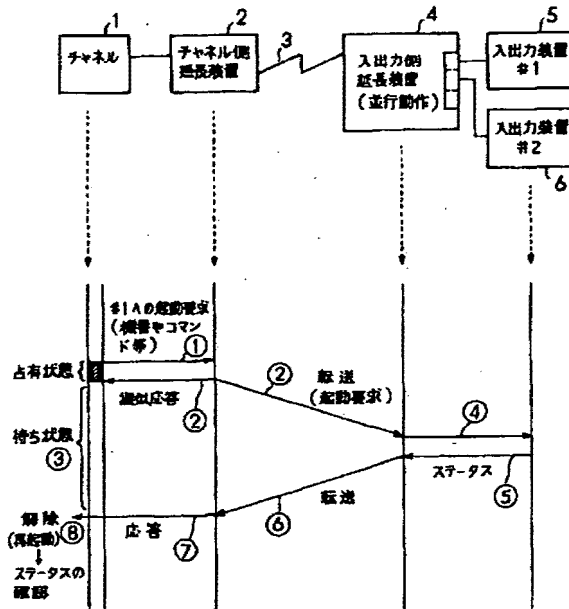 1
2
3
4
5
チャネル
チャネル側
延長装置
入出力側
延長装置
(並行動作)
入出力装置
#1
入出力装置
#2
6
#1への起動要求
(機番やコマン
ド等)
①
占有状態
擬似応答
②
②
転送
(起動要求)
④
待ち状態
③
ステータス
⑤
転送
⑥
解除
⑧
(再起動)
応答
⑦
ステータスの
確認